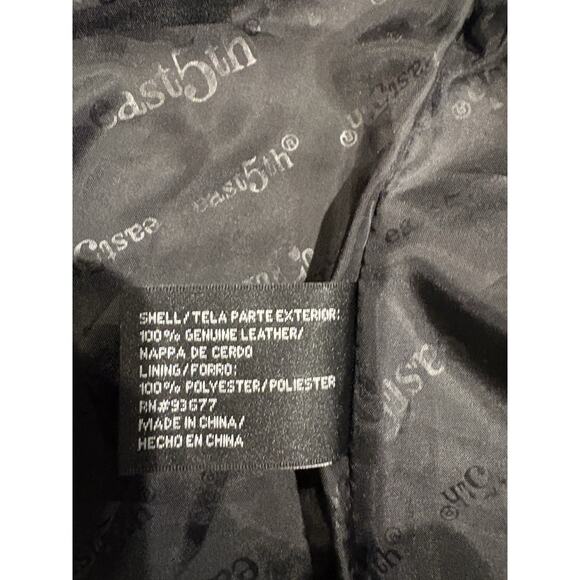 east5th
east5th®
east5
SHELL/TELA PARTE EXTERIOR:
100% GENUINE LEATHER/
NAPPA DE CERDO
LINING/FORRO:
100% POLYESTER/POLIESTER
RN#93677
MADE IN CHINA/
HECHO EN CHINA